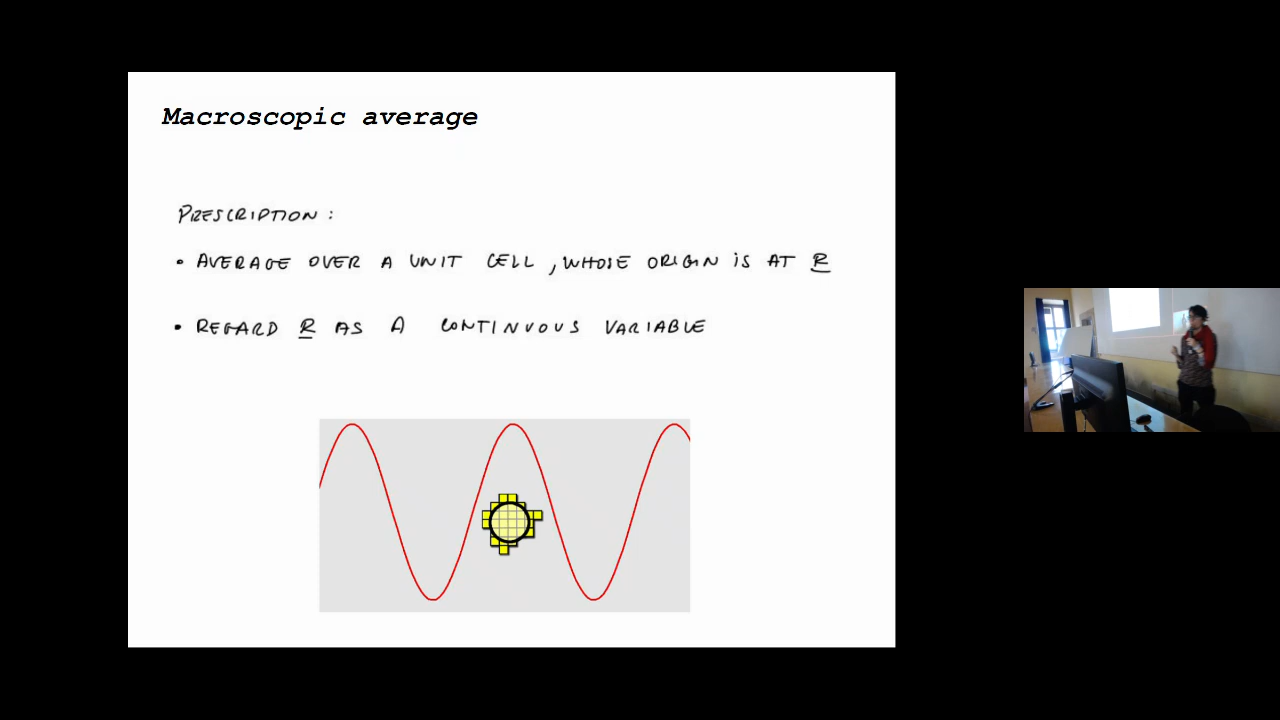 Macroscopic average
PRESCRIPTION:
• AVERAGE OVER A UNIT CELL, WHOSE ORIGIN IS AT R
• REGARD R AS A CONTINUOUS VARIABLE